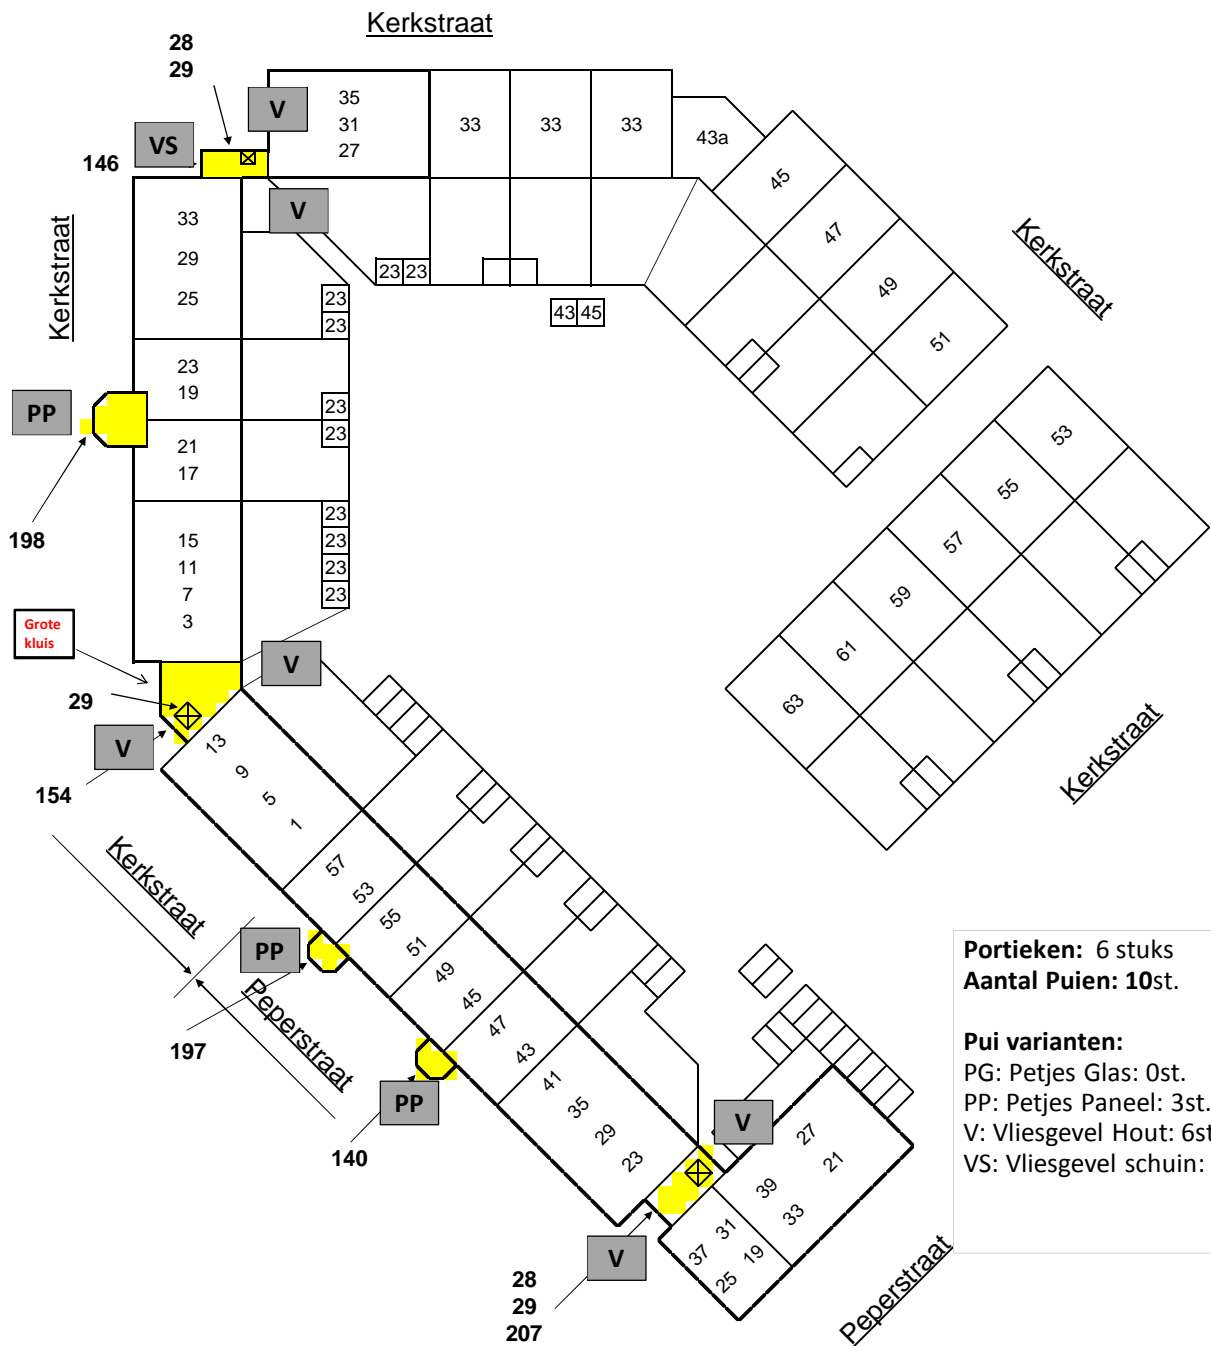 Kerkstraat
28
29
V
VS
146
35
31
27
33
33
33
43a
45
47
49
51
V
33
29
25
Kerkstraat
Kerkstraat
23 23
43 45
23
23
23
19
23
23
PP
21
17
198
15
11
7
3
23
23
23
23
Grote
kluis
53
55
57
59
61
63
Kerkstraat
V
29
V
154
13
9
5
1
Kerkstraat
57
53
55
51
49
45
47
43
41
35
29
23
PP
197
Peperstraat
PP
140
V
27
21
39
33
31
37
19
25
V
28
29
207
Peperstraat
Portieken: 6 stuks
Aantal Puien: 10st.
Pui varianten:
PG: Petjes Glas: 0st.
PP: Petjes Paneel: 3st.
V: Vliesgevel Hout: 6st
VS: Vliesgevel schuin: